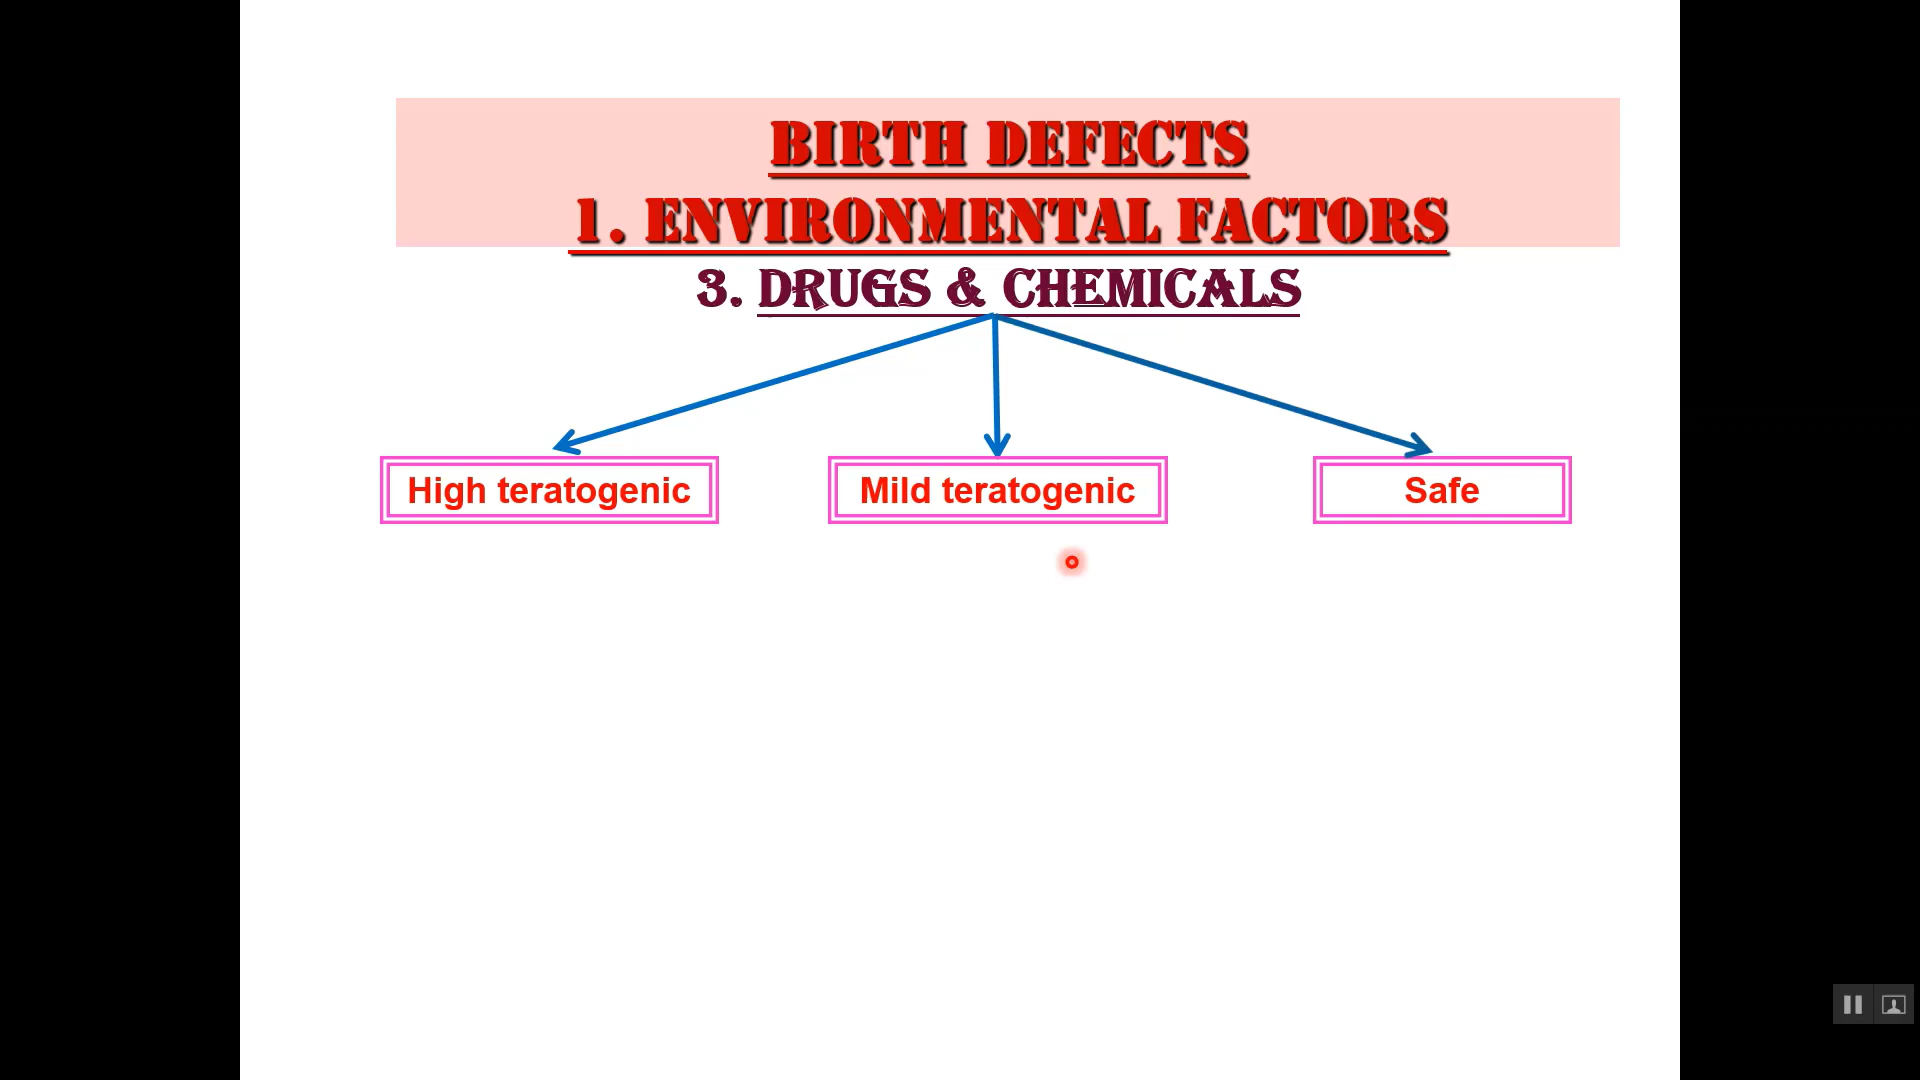 BIRTH DEFECTS
1. ENVIRONMENTAL FACTORS
3. DRUGS & CHEMICALS
High teratogenic
Mild teratogenic
Safe